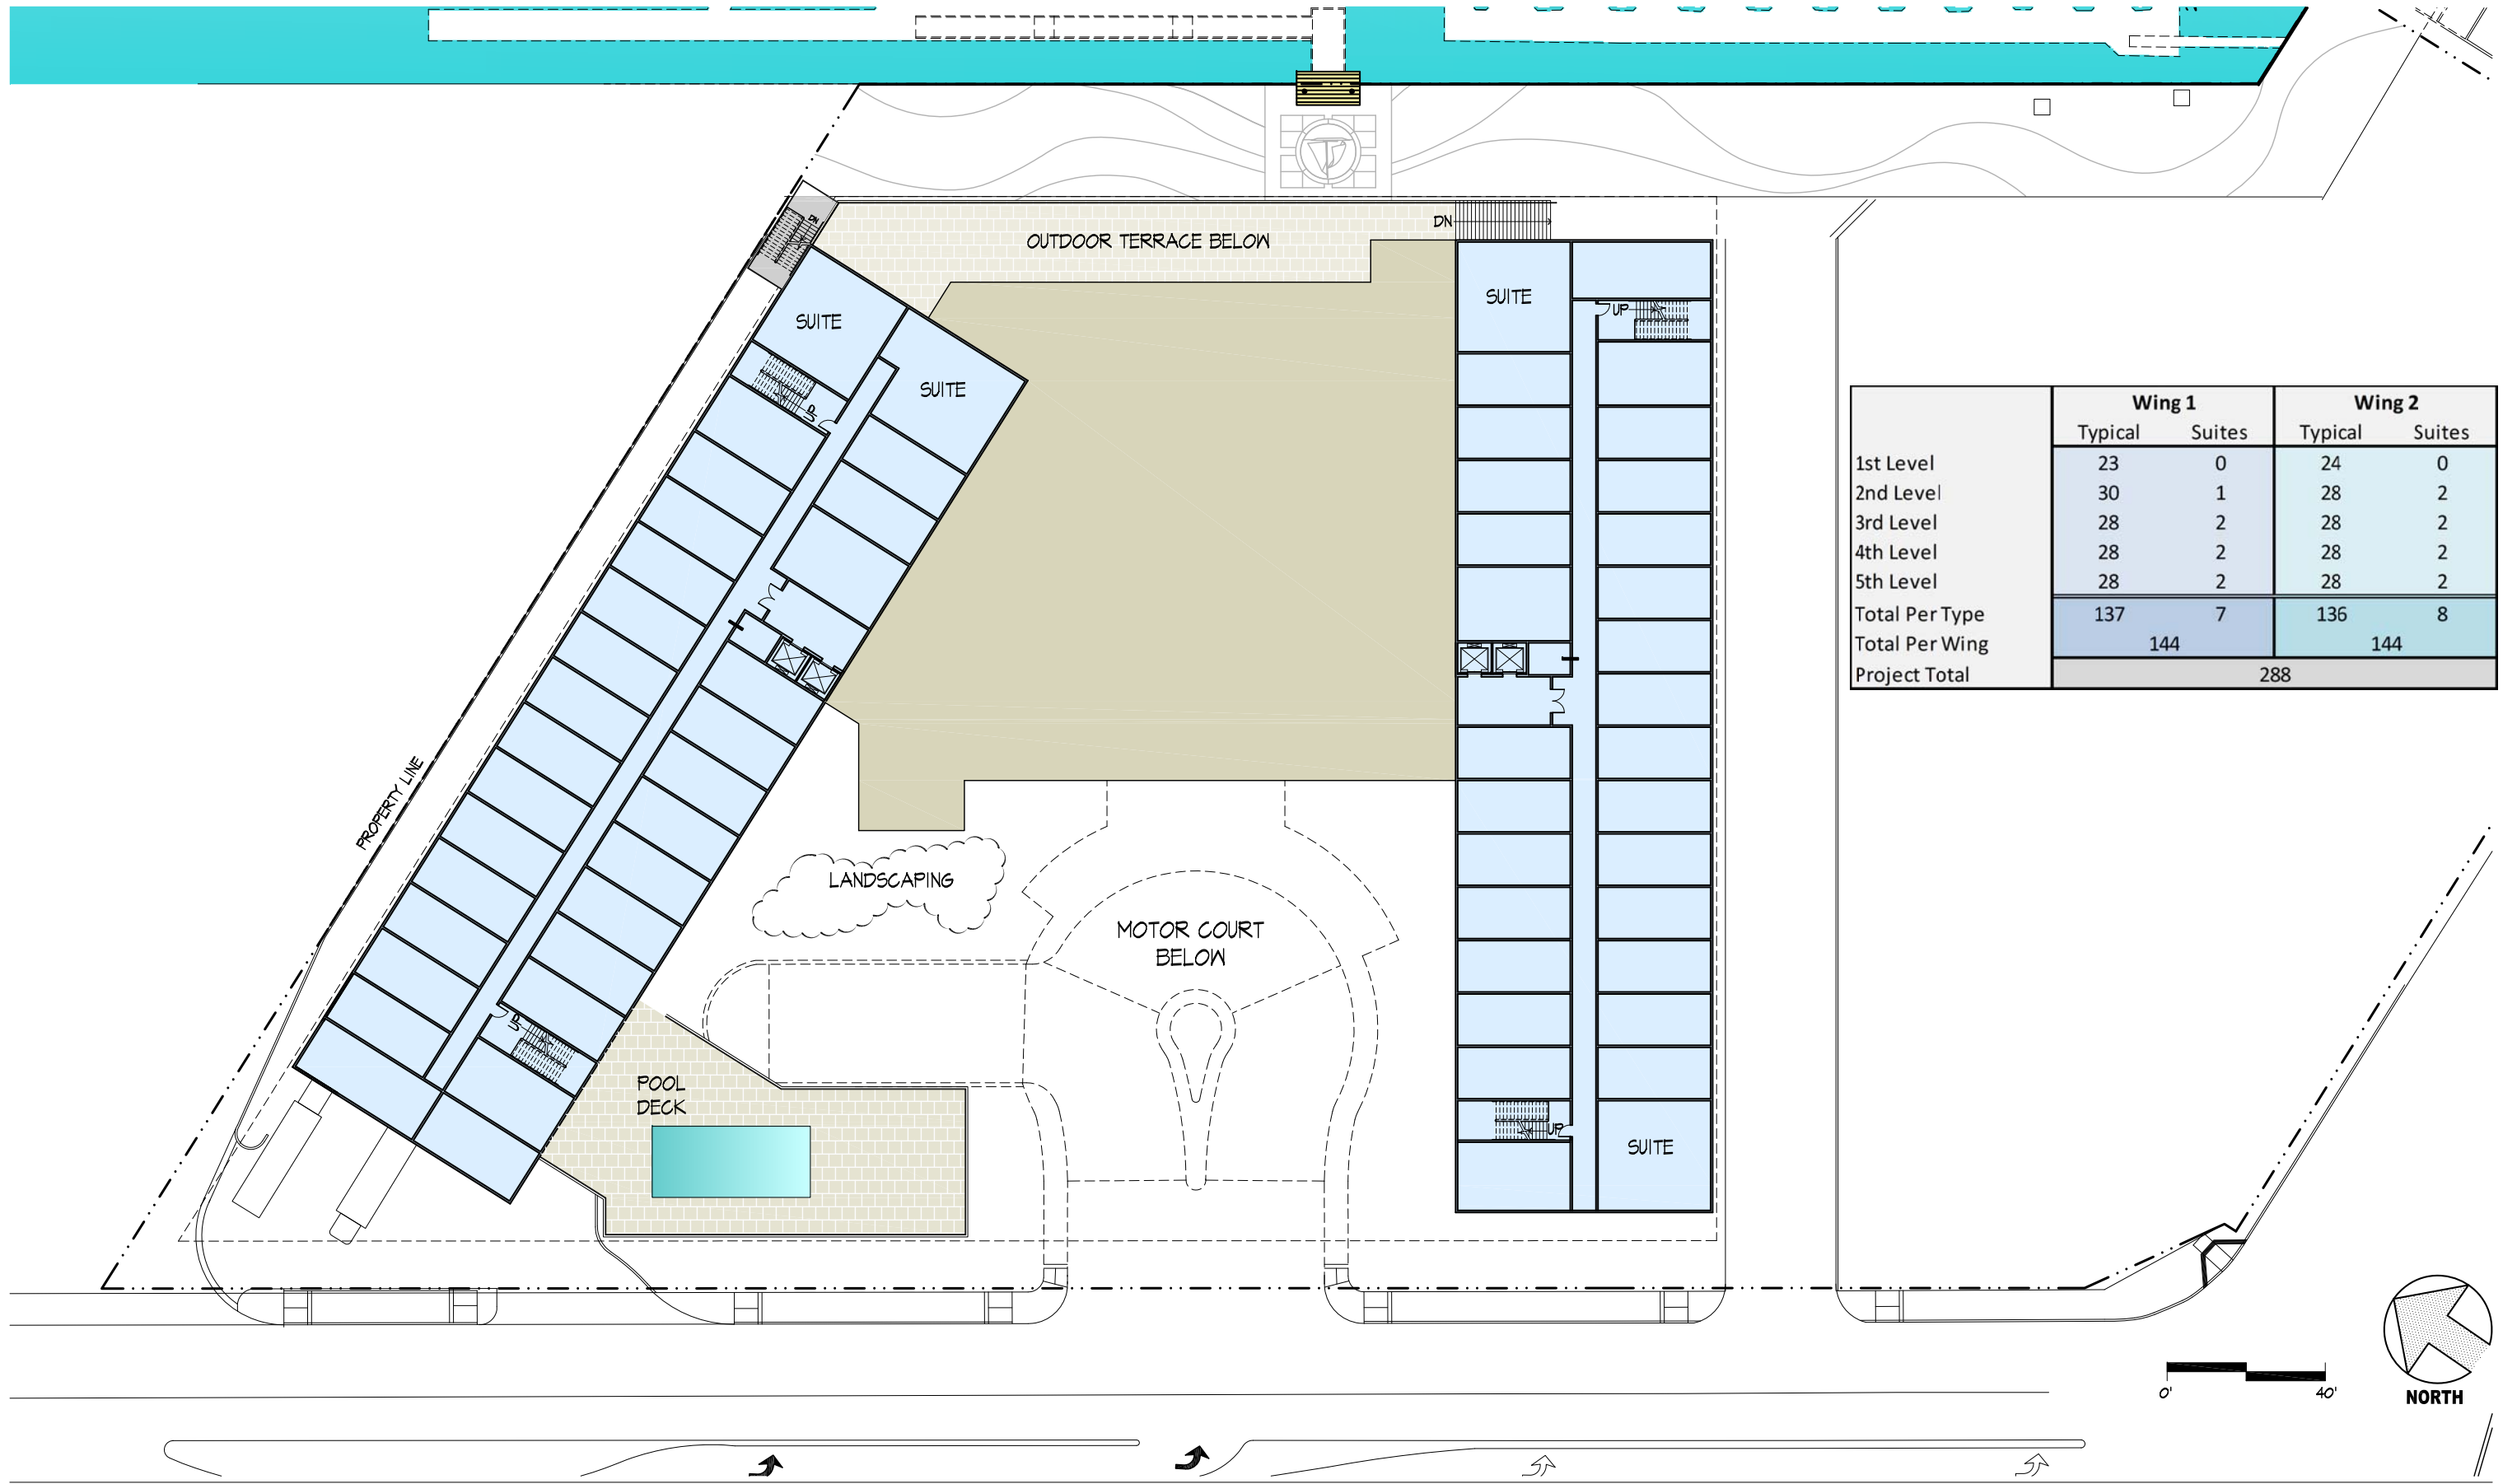 DN
OUTDOOR TERRACE BELOW
DN
SUITE
UP
SUITE
SUITE
UP
Wing 1 Wing 2
Typical Suites Typical Suites
1st Level 23 0 24 0
2nd Level 30 1 28 2
3rd Level 28 2 28 2
4th Level 28 2 28 2
5th Level 28 2 28 2
Total Per Type 137 7 136 8
Total Per Wing 144 144
Project Total 288
PROPERTY LINE
LANDSCAPING
MOTOR COURT
BELOW
UP
POOL
DECK
UP
SUITE
0' 40'
NORTH